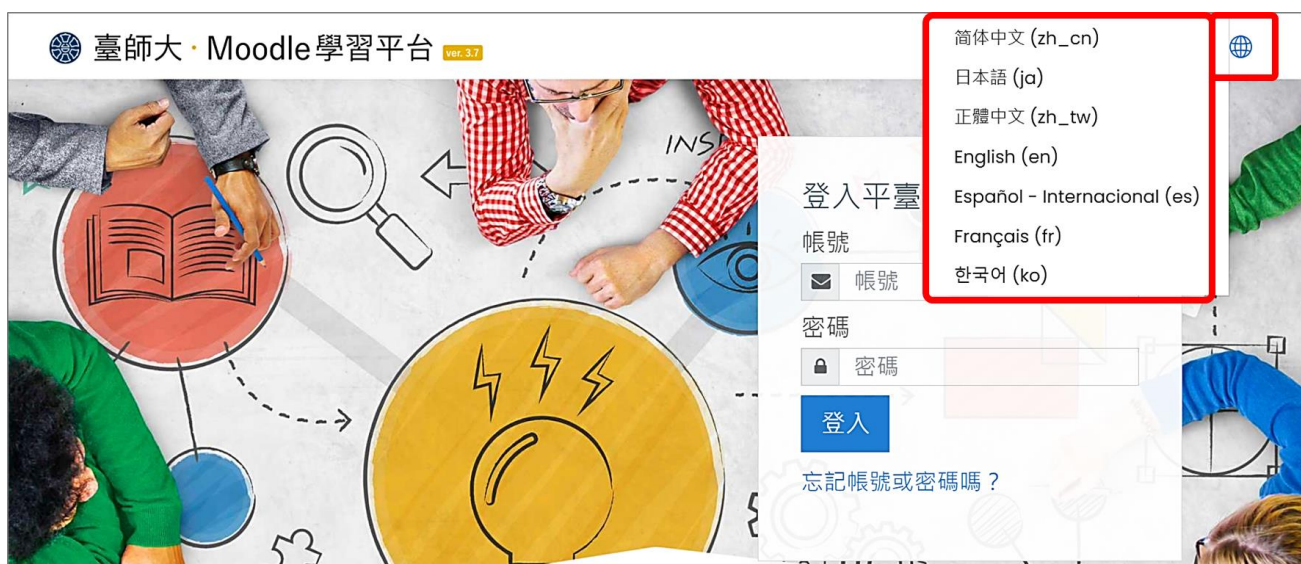 臺師大·Moodle學習平台 ver. 3.7
简体中文 (zh_cn)
日本語 (ja)
正體中文 (zh_tw)
English (en)
Español - Internacional (es)
Français (fr)
한국어 (ko)
INS
登入平臺
帳號
帳號
密碼
密碼
登入
忘記帳號或密碼嗎？